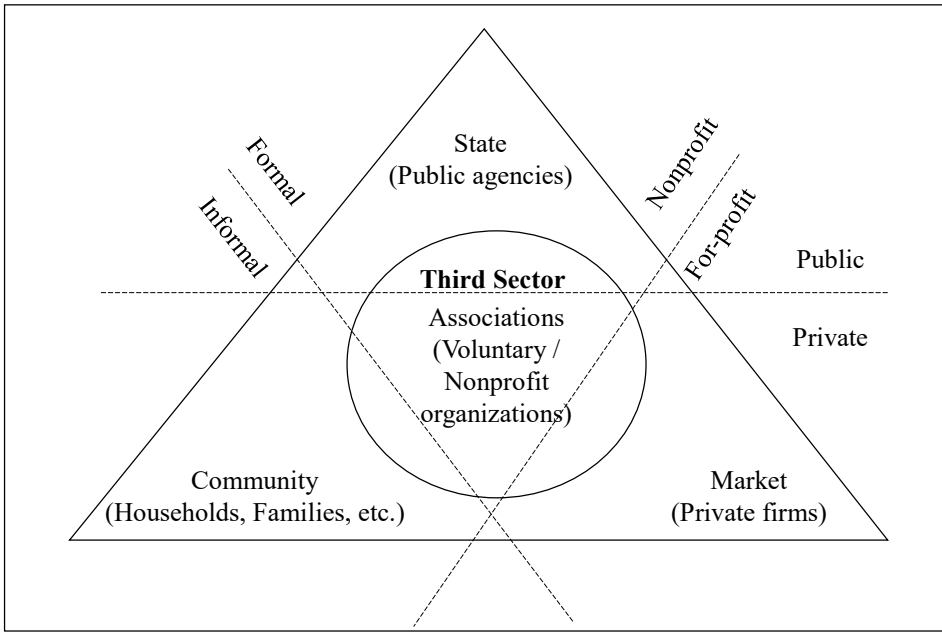 State
(Public agencies)
Formal
Informal
Nonprofit
For-profit
Public
Private
Third Sector
Associations
(Voluntary /
Nonprofit
organizations)
Community
(Households, Families, etc.)
Market
(Private firms)